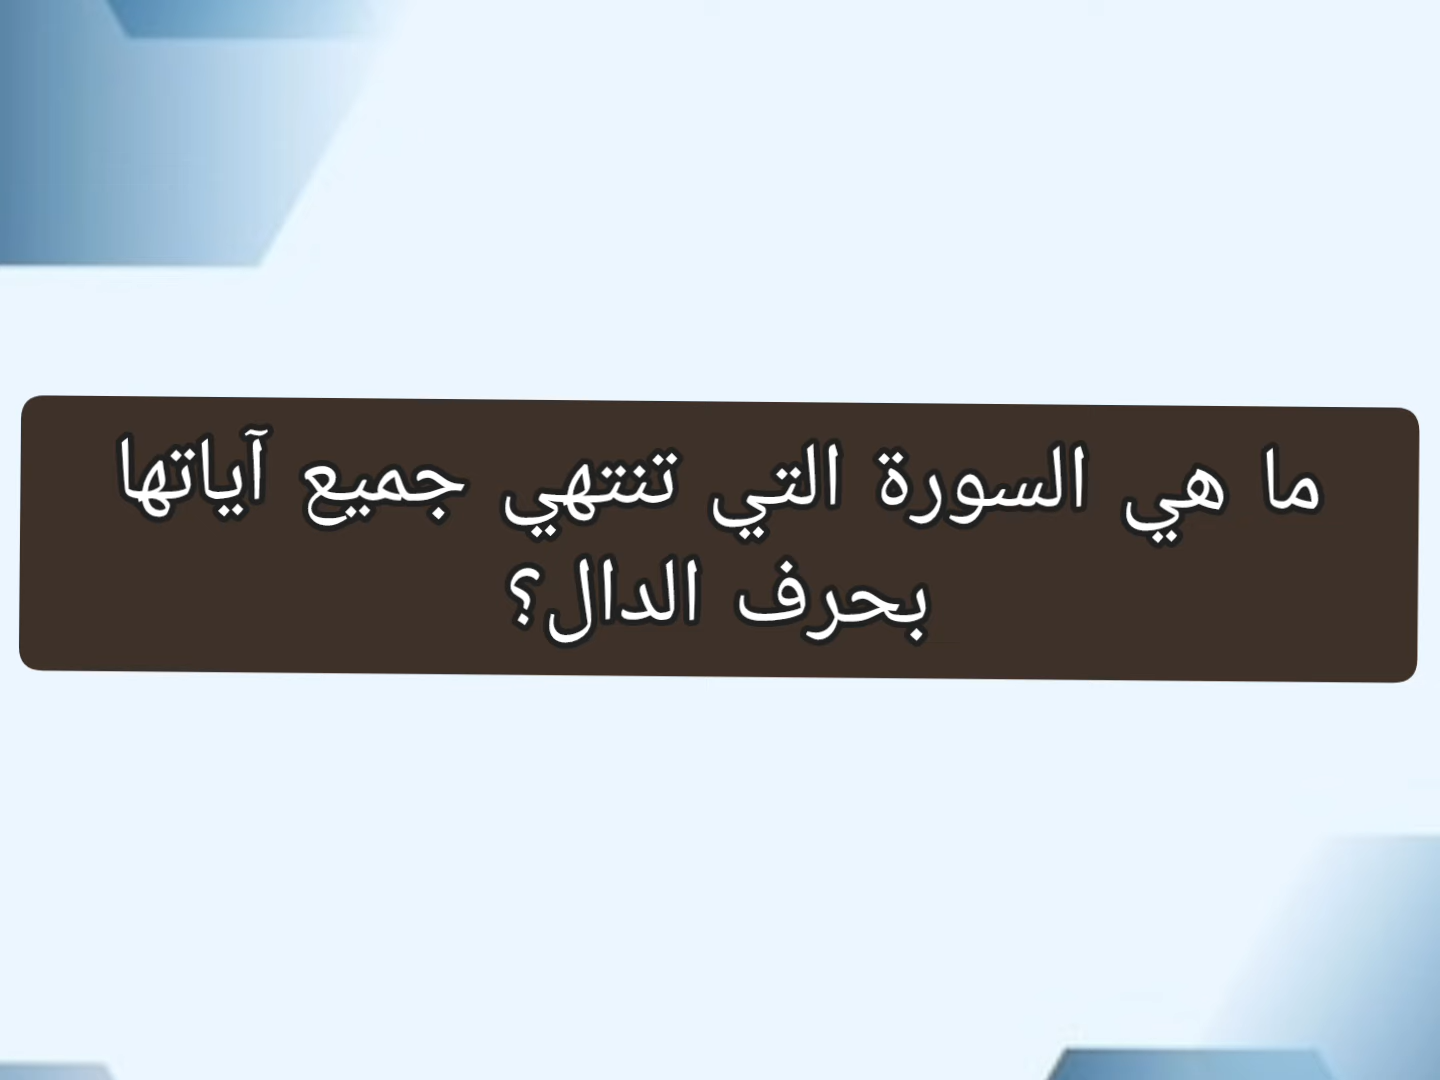 ما هي السورة التي تنتهي جميع آياتها
بحرف الدال؟